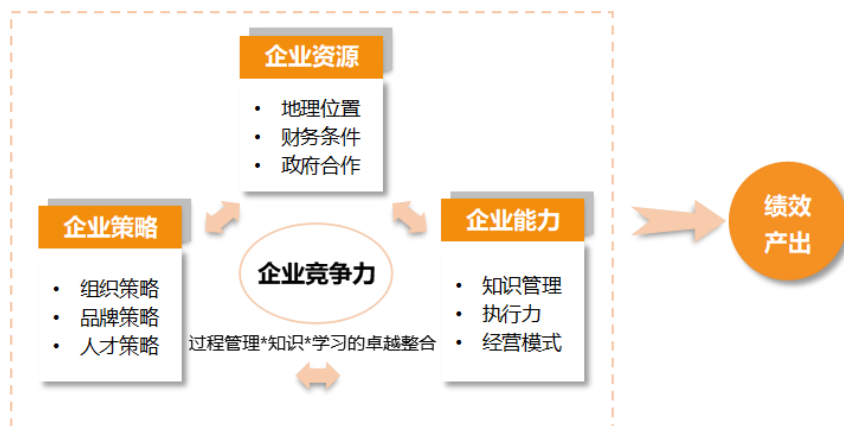 企业资源
• 地理位置
• 财务条件
• 政府合作
企业策略
• 组织策略
• 品牌策略
• 人才策略
企业竞争力
过程管理*知识*学习的卓越整合
企业能力
• 知识管理
• 执行力
• 经营模式
绩效
产出